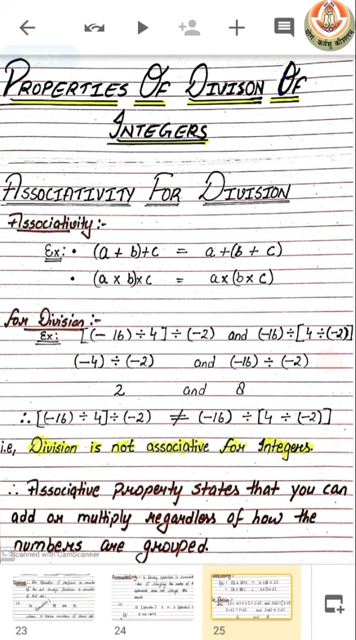 PROPERTIES OF DIVISON OF
INTEGERS
ASSOCIATIVITY FOR DIVISION
Associativity :-
Ex: • (a + b)+c = a+(b + c)
• (a x b)x c = a x (b x c)
for Division :-
Ex: [(- 16) ÷ 4] ÷ (-2) and (-16) ÷ [4 ÷ (-2)]
(-4) ÷ (-2) and (-16) ÷ (-2)
2 and 8
∴ [(-16) ÷ 4] ÷ (-2) ≠ (-16) ÷ [4 ÷ (-2)]
i.e, Division is not associative for Integers.
∴ Associative property states that you can
add or multiply regardless of how the
numbers are grouped.
Scanned with CamScanner
23
24
25